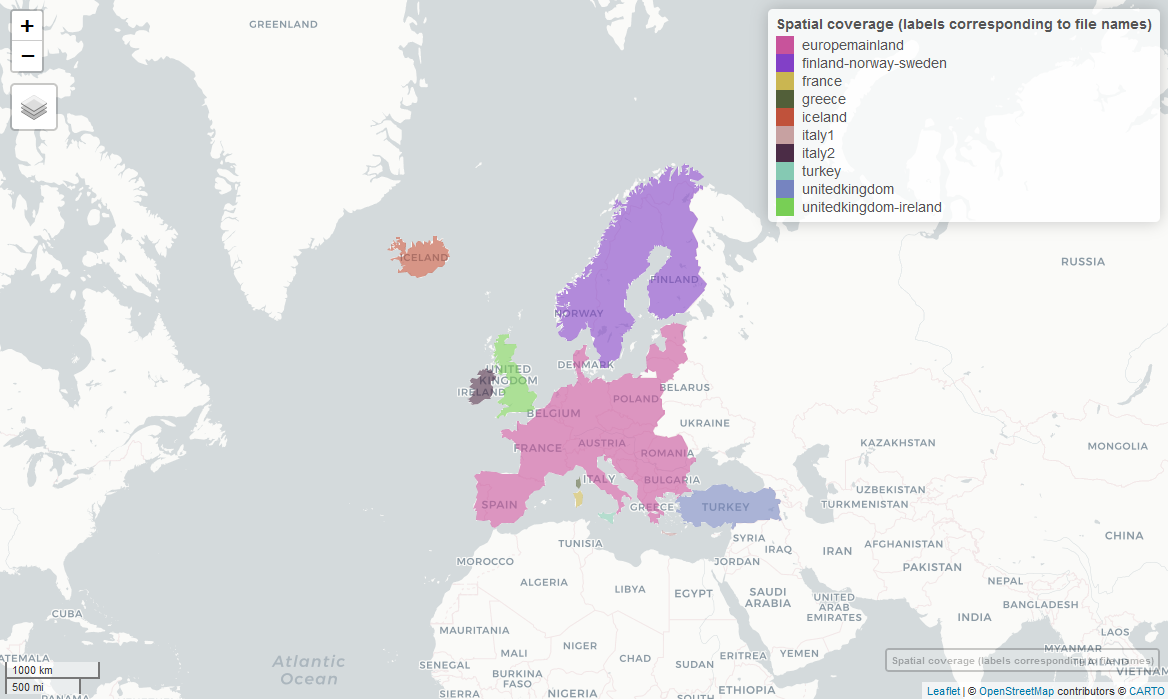 +
−
GREENLAND
Spatial coverage (labels corresponding to file names)
europemainland
finland-norway-sweden
france
greece
iceland
italy1
italy2
turkey
unitedkingdom
unitedkingdom-ireland
ICELAND
RUSSIA
FINLAND
NORWAY
DENMARK
UNITED
KINGDOM
IRELAND
BELARUS
POLAND
BELGIUM
UKRAINE
FRANCE
AUSTRIA
ROMANIA
KAZAKHSTAN
MONGOLIA
ITALY
BULGARIA
UZBEKISTAN
SPAIN
GREECE
TURKEY
TURKMENISTAN
TUNISIA
SYRIA
CHINA
MOROCCO
IRAQ
IRAN
AFGHANISTAN
JORDAN
PAKISTAN
ALGERIA
LIBYA
EGYPT
SAUDI
ARABIA
NEPAL
UNITED
ARAB
EMIRATES
BANGLADESH
CUBA
INDIA
MAURITANIA
LAOS
NIGER
MALI
CHAD
ERITREA
YEMEN
MYANMAR
Spatial coverage (labels corresponding to file names)
THAILAND
VIETNAM
ATEMALA
1000 km
500 mi
PANAMA
Atlantic
Ocean
SENEGAL
SUDAN
BURKINA
FASO
SIERRA
NIGERIA
SOUTH
ETHIOPIA
Leaflet | © OpenStreetMap contributors © CARTO